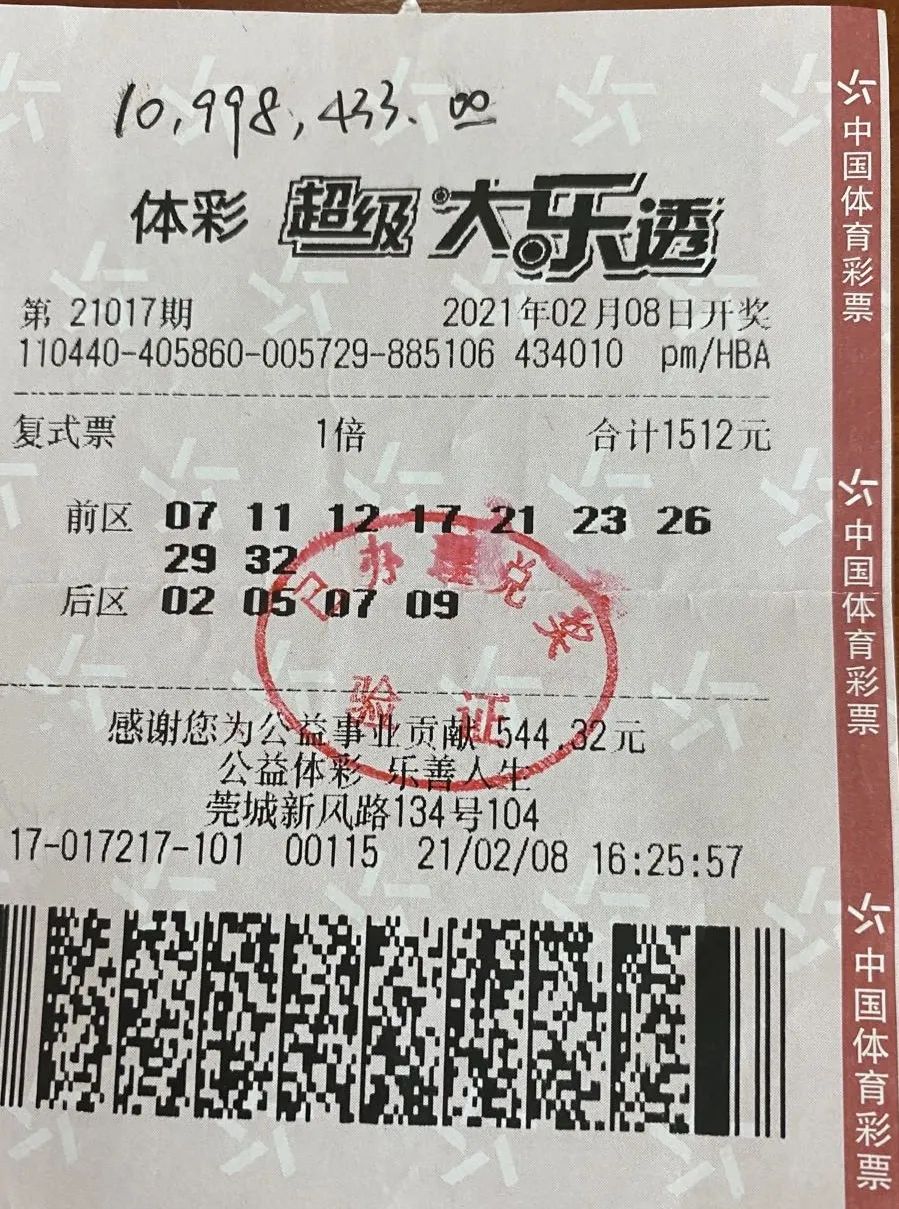 10,998,433.00
体彩 超级大乐透
第 21017期 2021年02月08日开奖
110440-405860-005729-885106 434010 pm/HBA
复式票 1倍 合计1512元
前区 07 11 12 17 21 23 26
29 32
后区 02 05 07 09
已办理兑奖
验证
感谢您为公益事业贡献 544.32元
公益体彩 乐善人生
莞城新风路134号104
17-017217-101 00115 21/02/08 16:25:57
中国体育彩票
中国体育彩票
中国体育彩票